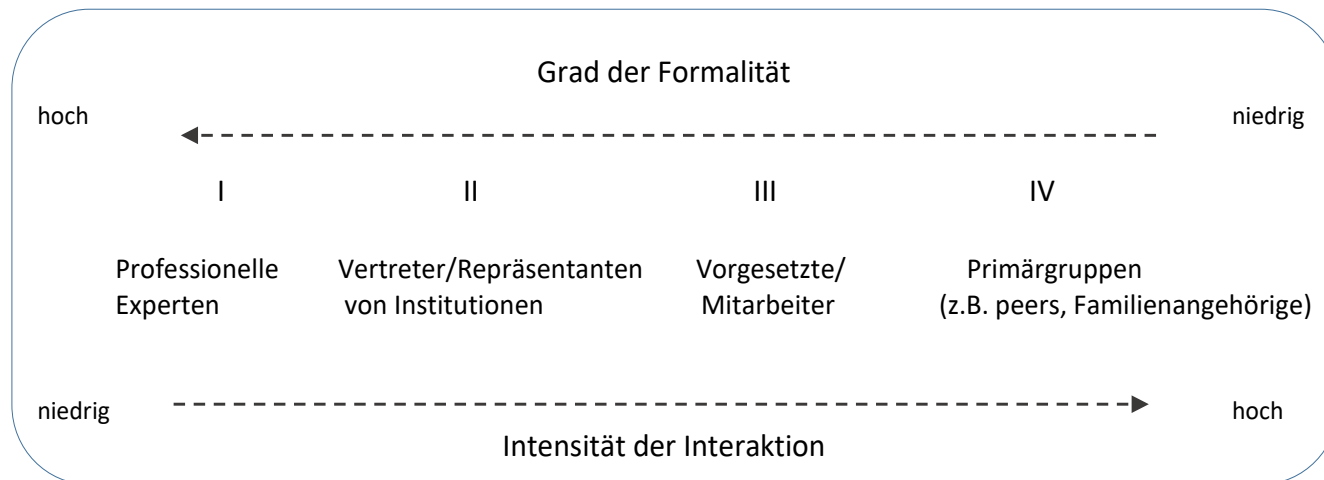 Grad der Formalität
hoch niedrig
I II III IV
Professionelle Vertreter/Repräsentanten Vorgesetzte/ Primärgruppen
Experten von Institutionen Mitarbeiter (z.B. peers, Familienangehörige)
niedrig hoch
Intensität der Interaktion